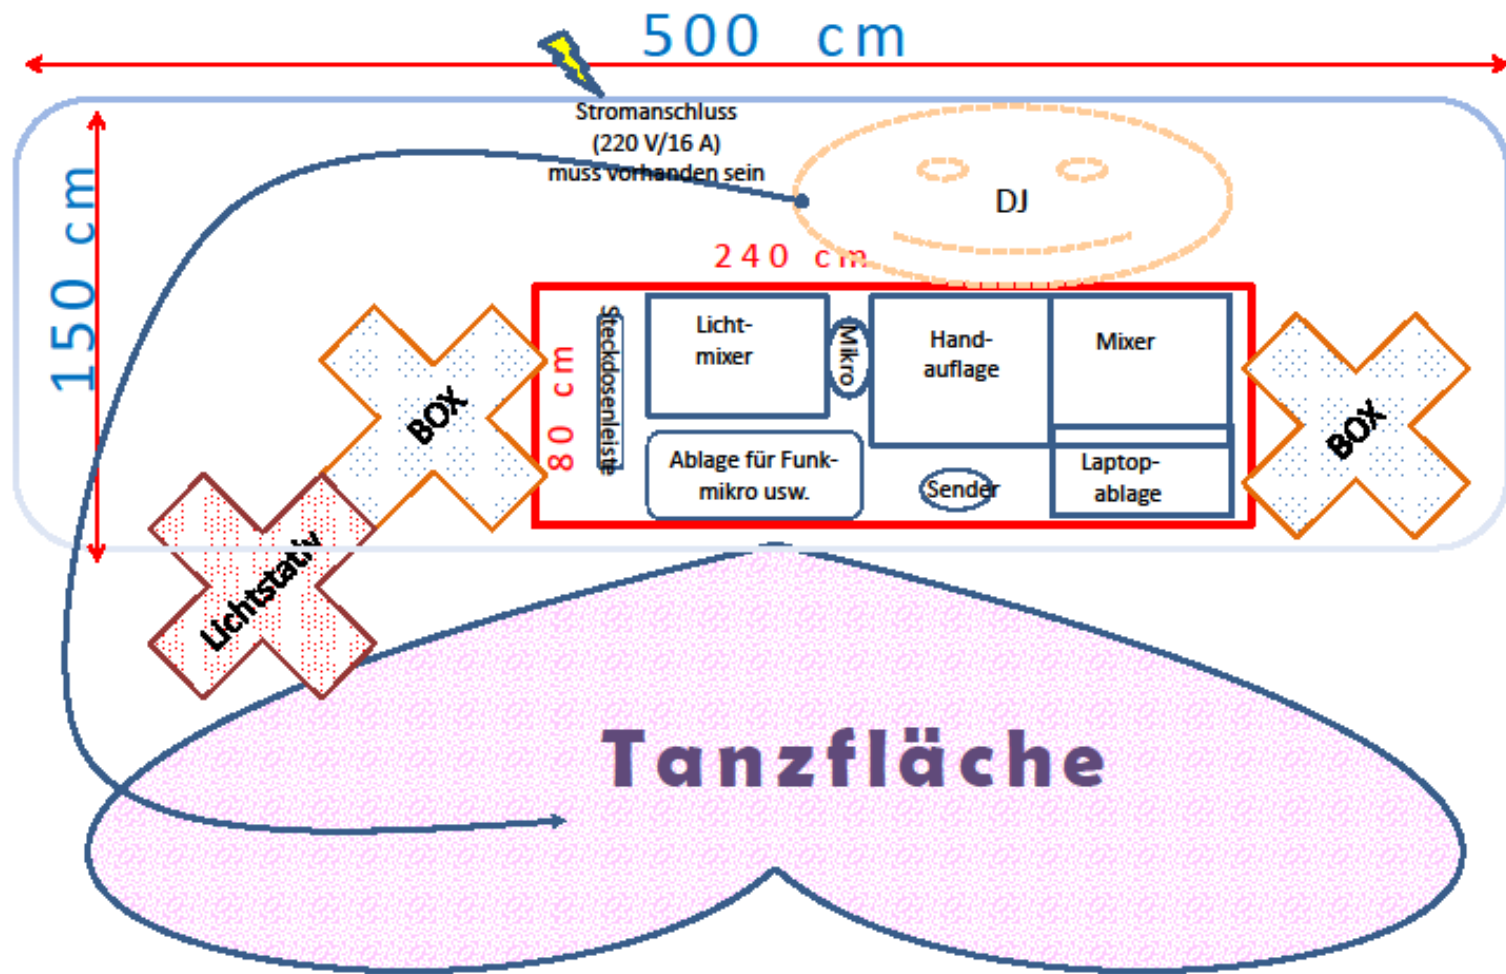 500 cm
Stromanschluss
(220 V/16 A)
muss vorhanden sein
150 cm
DJ
240 cm
80 cm
Steckdosenleiste
Licht-
mixer
Mikro
Hand-
auflage
Mixer
BOX
BOX
Ablage für Funk-
mikro usw.
Sender
Laptop-
ablage
Lichtstativ
Tanzfläche